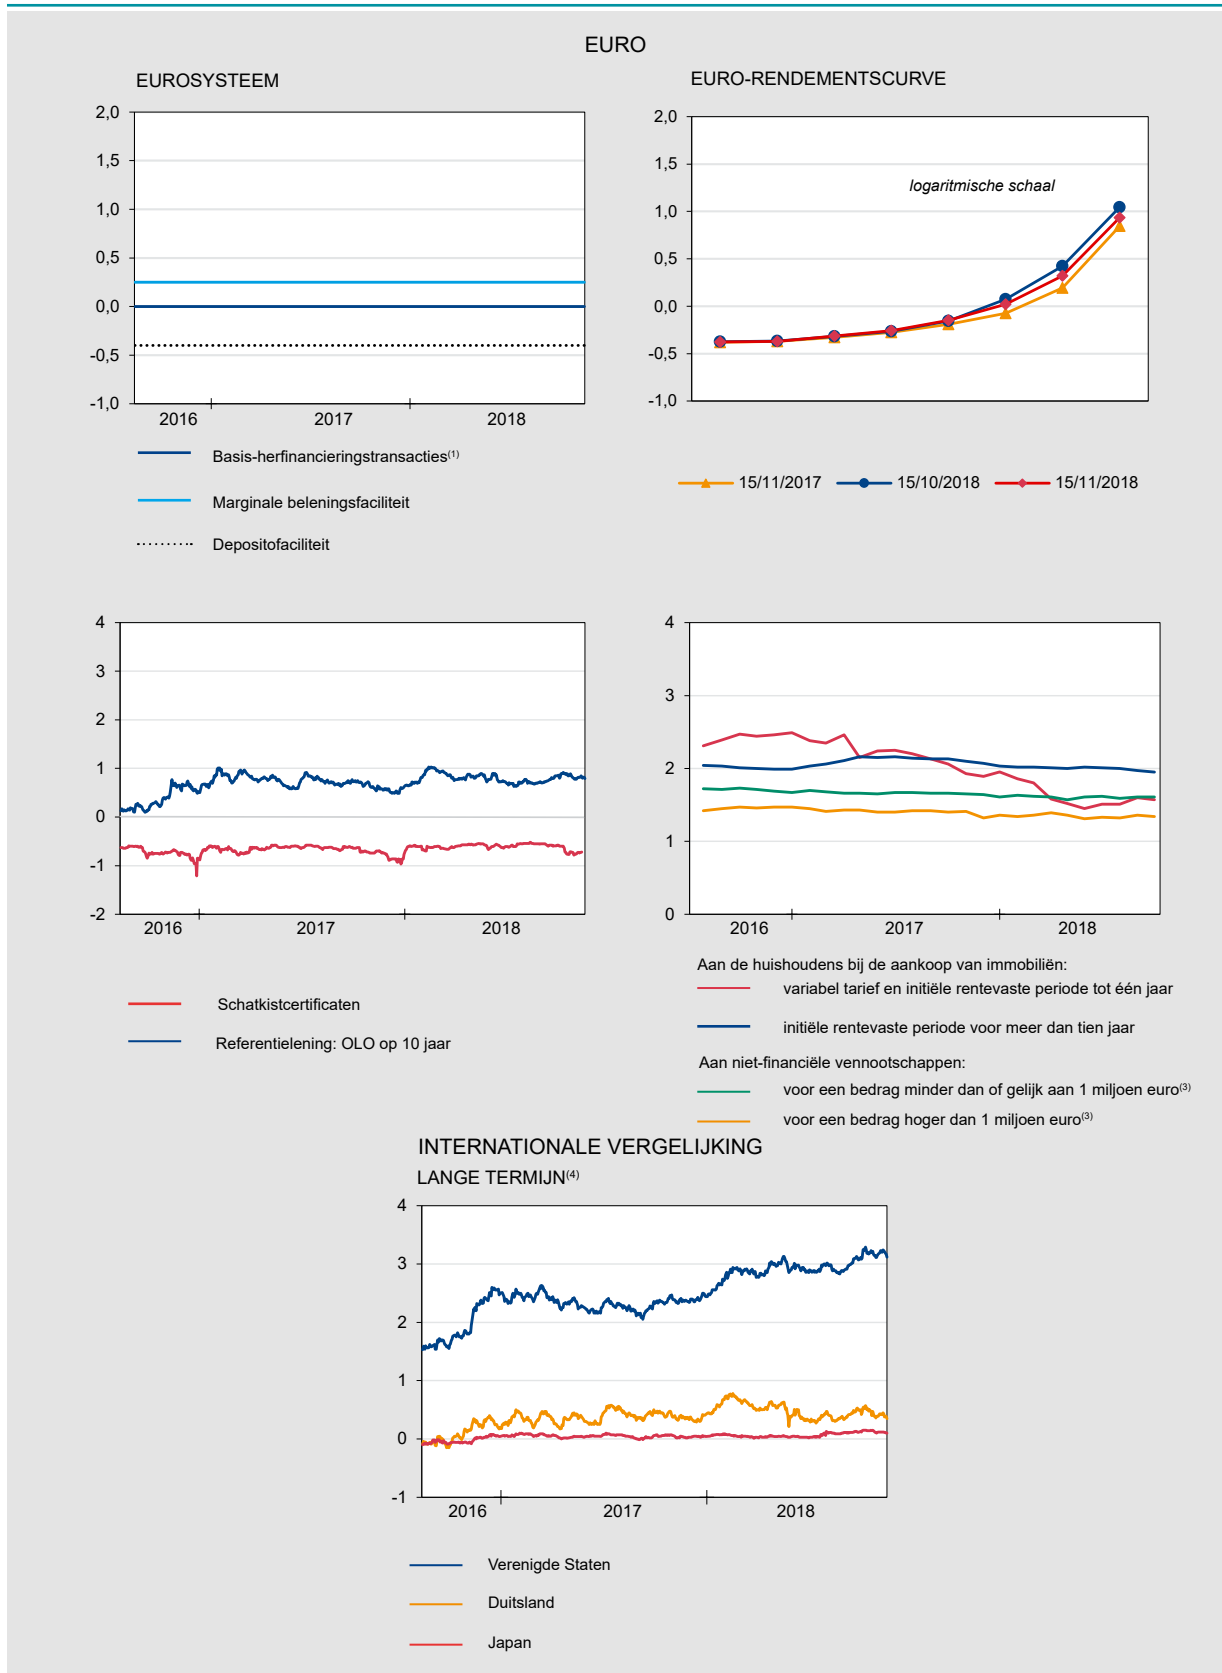 EURO
EUROSYSTEEM
2,0
1,5
1,0
0,5
0,0
-0,5
-1,0
2016 2017 2018
Basis-herfinancieringstransacties(1)
Marginale beleningsfaciliteit
Depositofaciliteit
EURO-RENDEMENTSCURVE
2,0
1,5
1,0
0,5
0,0
-0,5
-1,0
logaritmische schaal
15/11/2017 15/10/2018 15/11/2018
4
3
2
1
0
-1
-2
2016 2017 2018
Schatkistcertificaten
Referentielening: OLO op 10 jaar
4
3
2
1
0
2016 2017 2018
Aan de huishoudens bij de aankoop van immobiliën:
variabel tarief en initiële rentevaste periode tot één jaar
initiële rentevaste periode voor meer dan tien jaar
Aan niet-financiële vennootschappen:
voor een bedrag minder dan of gelijk aan 1 miljoen euro(3)
voor een bedrag hoger dan 1 miljoen euro(3)
INTERNATIONALE VERGELIJKING
LANGE TERMIJN(4)
4
3
2
1
0
-1
2016 2017 2018
Verenigde Staten
Duitsland
Japan